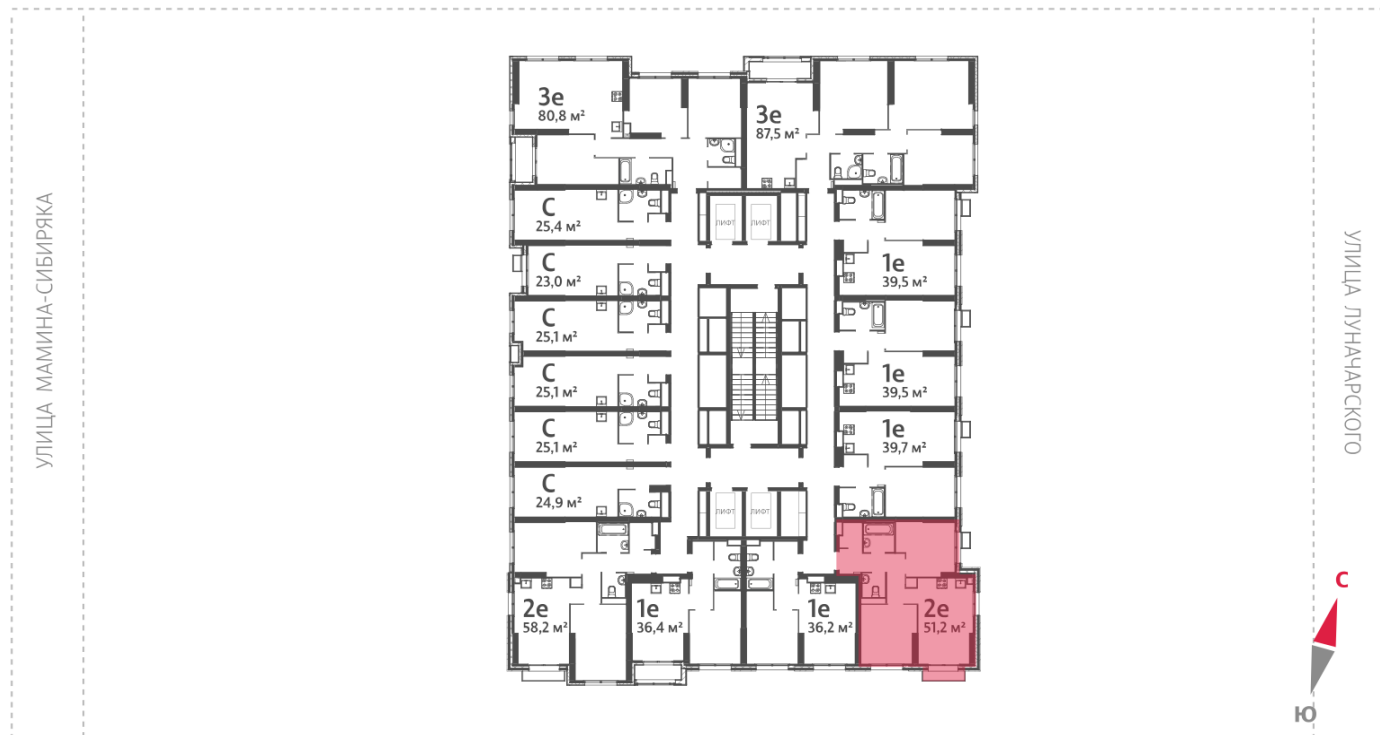 УЛИЦА МАМИНА-СИБИРЯКА
3е
80,8 м²
3е
87,5 м²
С
25,4 м²
ЛИФТ
ЛИФТ
С
23,0 м²
1е
39,5 м²
С
25,1 м²
С
25,1 м²
1е
39,5 м²
С
25,1 м²
1е
39,7 м²
С
24,9 м²
ЛИФТ
ЛИФТ
2е
58,2 м²
1е
36,4 м²
1е
36,2 м²
2е
51,2 м²
УЛИЦА ЛУНАЧАРСКОГО
С
Ю